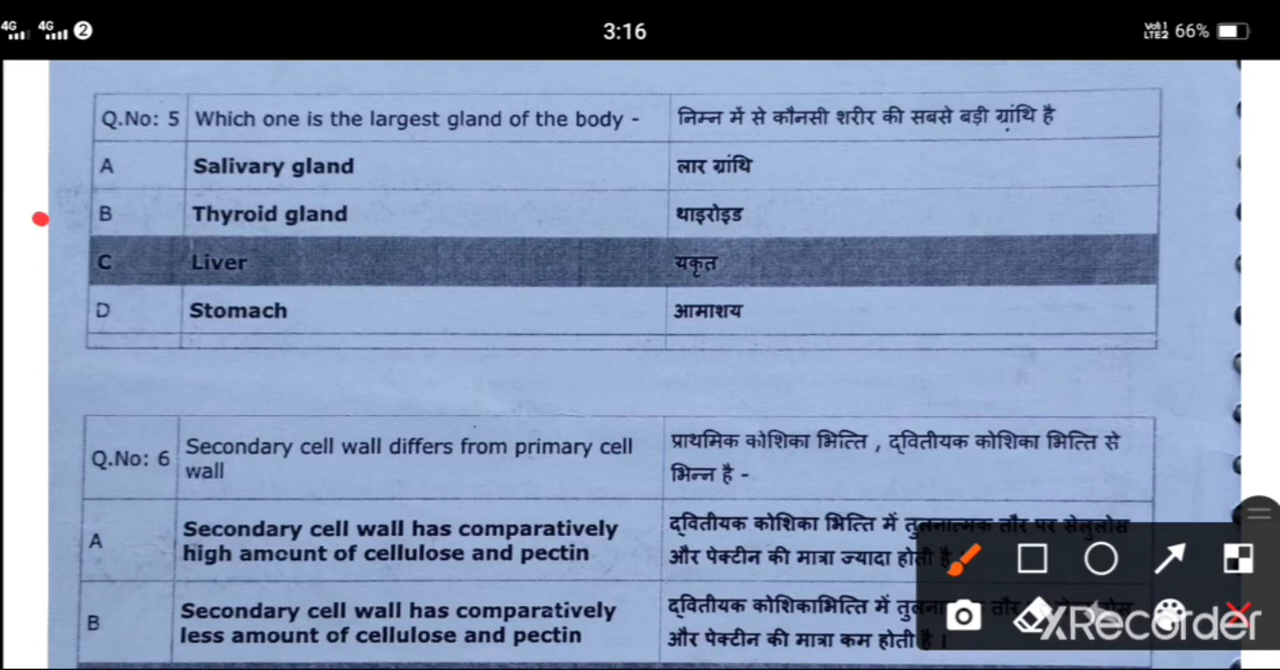 4G 4G 2 3:16 Vo)) 1 LTE2 66%
Q.No: 5 Which one is the largest gland of the body - निम्न में से कौनसी शरीर की सबसे बड़ी ग्रांथि है
A Salivary gland लार ग्रांथि
B Thyroid gland थाइरोइड
C Liver यकृत
D Stomach आमाशय
Q.No: 6 Secondary cell wall differs from primary cell प्राथमिक कोशिका भित्ति , द्वितीयक कोशिका भित्ति से
wall भिन्न है -
A Secondary cell wall has comparatively द्वितीयक कोशिका भित्ति में तुलनात्मक तौर पर सेलुलोस
high amount of cellulose and pectin और पेक्टीन की मात्रा ज्यादा होती है
B Secondary cell wall has comparatively द्वितीयक कोशिकाभित्ति में
less amount of cellulose and pectin और पेक्टीन की मात्रा कम होती है ।
XRecorder